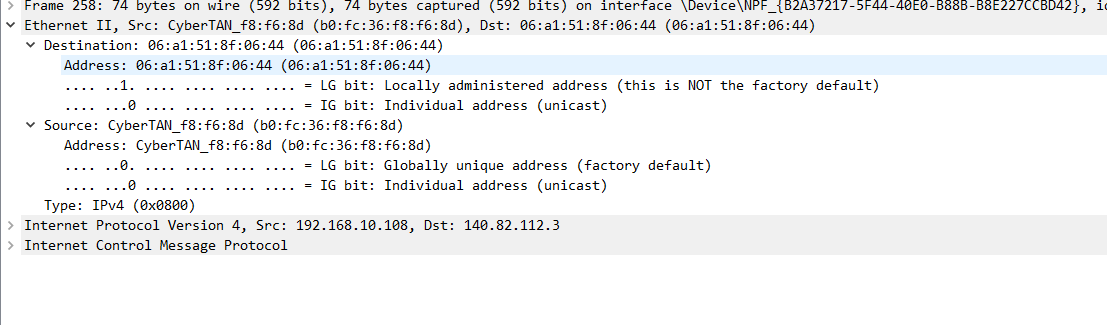 Frame 258: 74 bytes on wire (592 bits), 74 bytes captured (592 bits) on interface \Device\NPF_{B2A37217-5F44-40E0-B88B-B8E227CCBD42}, id
Ethernet II, Src: CyberTAN_f8:f6:8d (b0:fc:36:f8:f6:8d), Dst: 06:a1:51:8f:06:44 (06:a1:51:8f:06:44)
Destination: 06:a1:51:8f:06:44 (06:a1:51:8f:06:44)
Address: 06:a1:51:8f:06:44 (06:a1:51:8f:06:44)
.... ..1. .... .... .... .... = LG bit: Locally administered address (this is NOT the factory default)
.... ...0 .... .... .... .... = IG bit: Individual address (unicast)
Source: CyberTAN_f8:f6:8d (b0:fc:36:f8:f6:8d)
Address: CyberTAN_f8:f6:8d (b0:fc:36:f8:f6:8d)
.... ..0. .... .... .... .... = LG bit: Globally unique address (factory default)
.... ...0 .... .... .... .... = IG bit: Individual address (unicast)
Type: IPv4 (0x0800)
Internet Protocol Version 4, Src: 192.168.10.108, Dst: 140.82.112.3
Internet Control Message Protocol